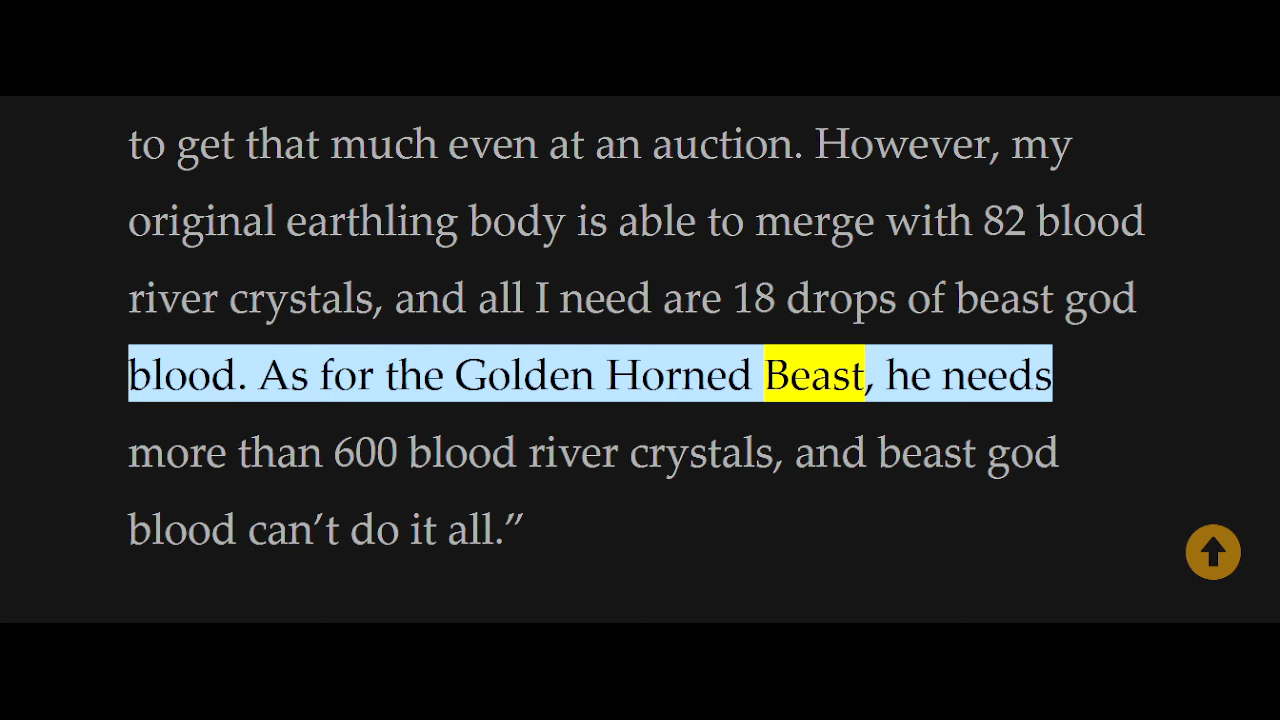 to get that much even at an auction. However, my
original earthling body is able to merge with 82 blood
river crystals, and all I need are 18 drops of beast god
blood. As for the Golden Horned Beast, he needs
more than 600 blood river crystals, and beast god
blood can’t do it all.”